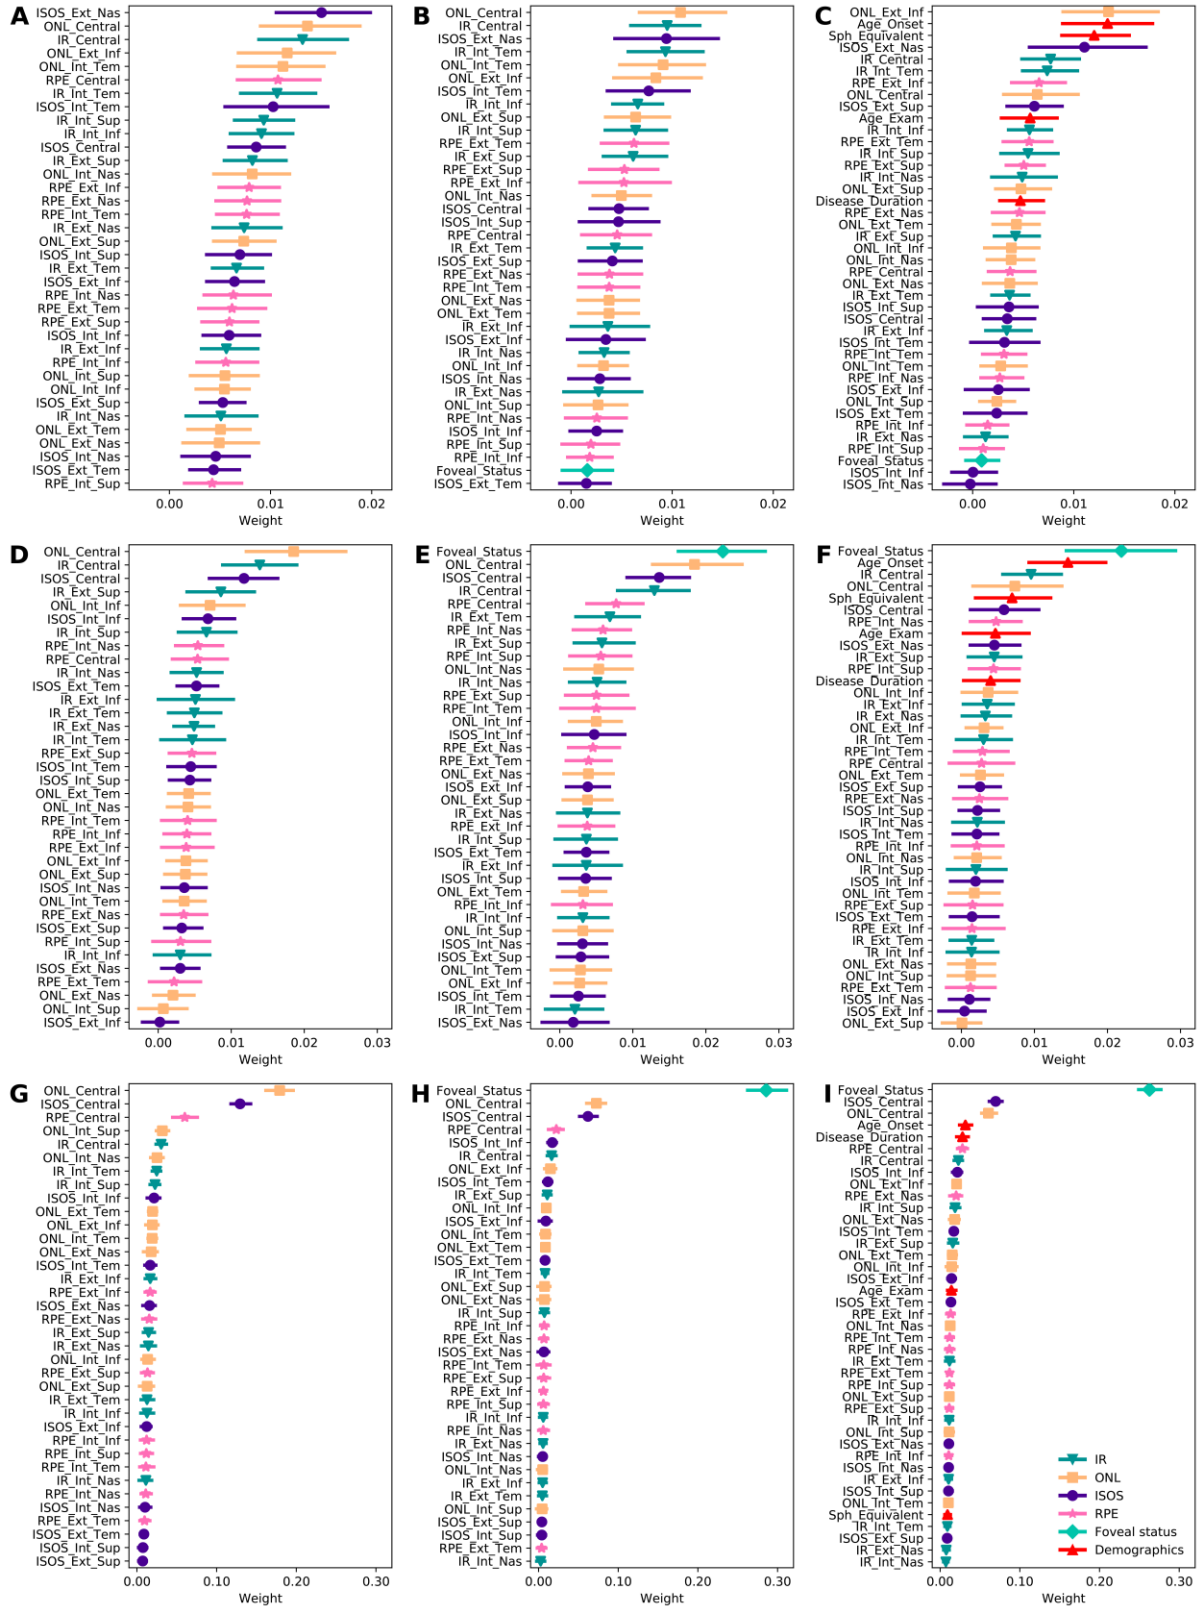 A
ISOS_Ext_Nas
ONL_Central
IR_Central
ONL_Ext_Inf
ONL_Int_Tem
RPE_Central
IR_Int_Tem
ISOS_Int_Tem
IR_Int_Sup
IR_Int_Inf
ISOS_Central
IR_Ext_Sup
ONL_Int_Nas
RPE_Ext_Inf
RPE_Ext_Nas
RPE_Int_Tem
IR_Ext_Nas
ONL_Ext_Sup
ISOS_Int_Sup
IR_Ext_Tem
ISOS_Ext_Inf
RPE_Int_Nas
RPE_Ext_Tem
RPE_Ext_Sup
ISOS_Int_Inf
IR_Ext_Inf
RPE_Int_Inf
ONL_Int_Sup
ONL_Int_Inf
ISOS_Ext_Sup
IR_Int_Nas
ONL_Ext_Tem
ONL_Ext_Nas
ISOS_Int_Nas
ISOS_Ext_Tem
RPE_Int_Sup
0.00 0.01 0.02
Weight
B
ONL_Central
IR_Central
ISOS_Ext_Nas
IR_Int_Tem
ONL_Int_Tem
ONL_Ext_Inf
ISOS_Int_Tem
IR_Int_Inf
ONL_Ext_Sup
IR_Int_Sup
RPE_Ext_Tem
IR_Ext_Sup
RPE_Ext_Sup
RPE_Ext_Inf
ONL_Int_Nas
ISOS_Central
ISOS_Int_Sup
RPE_Central
IR_Ext_Tem
ISOS_Ext_Sup
RPE_Ext_Nas
RPE_Int_Tem
ONL_Ext_Nas
ONL_Ext_Tem
IR_Ext_Inf
ISOS_Ext_Inf
IR_Int_Nas
ONL_Int_Inf
ISOS_Int_Nas
IR_Ext_Nas
ONL_Int_Sup
RPE_Int_Nas
ISOS_Int_Inf
RPE_Int_Sup
RPE_Int_Inf
Foveal_Status
ISOS_Ext_Tem
0.00 0.01 0.02
Weight
C
ONL_Ext_Inf
Age_Onset
Sph_Equivalent
ISOS_Ext_Nas
IR_Central
IR_Int_Tem
RPE_Ext_Inf
ONL_Central
ISOS_Ext_Sup
Age_Exam
IR_Int_Inf
RPE_Ext_Tem
IR_Int_Sup
RPE_Ext_Sup
IR_Int_Nas
ONL_Ext_Sup
Disease_Duration
RPE_Ext_Nas
ONL_Ext_Tem
IR_Ext_Sup
ONL_Int_Inf
ONL_Int_Nas
RPE_Central
ONL_Ext_Nas
IR_Ext_Tem
ISOS_Int_Sup
ISOS_Central
IR_Ext_Inf
ISOS_Int_Tem
RPE_Int_Tem
ONL_Int_Tem
RPE_Int_Nas
ISOS_Ext_Inf
ONL_Int_Sup
ISOS_Ext_Tem
RPE_Int_Inf
IR_Ext_Nas
RPE_Int_Sup
Foveal_Status
ISOS_Int_Inf
ISOS_Int_Nas
0.00 0.01 0.02
Weight
D
ONL_Central
IR_Central
ISOS_Central
IR_Ext_Sup
ONL_Int_Inf
ISOS_Int_Inf
IR_Int_Sup
RPE_Int_Nas
RPE_Central
IR_Int_Nas
ISOS_Ext_Tem
IR_Ext_Inf
IR_Ext_Tem
IR_Ext_Nas
IR_Int_Tem
RPE_Ext_Sup
ISOS_Int_Tem
ISOS_Int_Sup
ONL_Ext_Tem
ONL_Int_Nas
RPE_Int_Tem
RPE_Int_Inf
RPE_Ext_Inf
ONL_Ext_Inf
ONL_Ext_Sup
ISOS_Int_Nas
ONL_Int_Tem
RPE_Ext_Nas
ISOS_Ext_Sup
RPE_Int_Sup
IR_Int_Inf
ISOS_Ext_Nas
RPE_Ext_Tem
ONL_Ext_Nas
ONL_Int_Sup
ISOS_Ext_Inf
0.00 0.01 0.02 0.03
Weight
E
Foveal_Status
ONL_Central
ISOS_Central
IR_Central
RPE_Central
IR_Ext_Tem
RPE_Int_Nas
IR_Ext_Sup
RPE_Int_Sup
ONL_Int_Nas
IR_Int_Nas
RPE_Ext_Sup
RPE_Int_Tem
ONL_Int_Inf
ISOS_Int_Inf
RPE_Ext_Nas
RPE_Ext_Tem
ONL_Ext_Nas
ISOS_Ext_Inf
ONL_Ext_Sup
IR_Ext_Nas
RPE_Ext_Inf
IR_Int_Sup
ISOS_Ext_Tem
IR_Ext_Inf
ISOS_Int_Sup
ONL_Ext_Tem
RPE_Int_Inf
IR_Int_Inf
ONL_Int_Sup
ISOS_Int_Nas
ISOS_Ext_Sup
ONL_Int_Tem
ONL_Ext_Inf
ISOS_Int_Tem
IR_Int_Tem
ISOS_Ext_Nas
0.00 0.01 0.02 0.03
Weight
F
Foveal_Status
Age_Onset
IR_Central
ONL_Central
Sph_Equivalent
ISOS_Central
RPE_Int_Nas
Age_Exam
ISOS_Ext_Nas
IR_Ext_Sup
RPE_Int_Sup
Disease_Duration
ONL_Int_Inf
IR_Ext_Inf
IR_Ext_Nas
ONL_Ext_Inf
IR_Int_Tem
RPE_Int_Tem
RPE_Central
ONL_Ext_Tem
ISOS_Ext_Sup
RPE_Ext_Nas
ISOS_Int_Sup
IR_Int_Nas
ISOS_Int_Tem
RPE_Int_Inf
ONL_Int_Nas
IR_Int_Sup
ISOS_Int_Inf
ONL_Int_Tem
RPE_Ext_Sup
ISOS_Ext_Tem
RPE_Ext_Inf
IR_Ext_Tem
IR_Int_Inf
ONL_Ext_Nas
ONL_Int_Sup
RPE_Ext_Tem
ISOS_Int_Nas
ISOS_Ext_Inf
ONL_Ext_Sup
0.00 0.01 0.02 0.03
Weight
G
ONL_Central
ISOS_Central
RPE_Central
ONL_Int_Sup
IR_Central
ONL_Int_Nas
IR_Int_Tem
IR_Int_Sup
ISOS_Int_Inf
ONL_Ext_Tem
ONL_Ext_Inf
ONL_Int_Tem
ONL_Ext_Nas
ISOS_Int_Tem
IR_Ext_Inf
RPE_Ext_Inf
ISOS_Ext_Nas
RPE_Ext_Nas
IR_Ext_Sup
IR_Ext_Nas
ONL_Int_Inf
RPE_Ext_Sup
ONL_Ext_Sup
IR_Ext_Tem
IR_Int_Inf
ISOS_Ext_Inf
RPE_Int_Inf
RPE_Int_Sup
RPE_Int_Tem
IR_Int_Nas
RPE_Int_Nas
ISOS_Int_Nas
RPE_Ext_Tem
ISOS_Ext_Tem
ISOS_Int_Sup
ISOS_Ext_Sup
0.00 0.10 0.20 0.30
Weight
H
Foveal_Status
ONL_Central
ISOS_Central
RPE_Central
ISOS_Int_Inf
IR_Central
ONL_Ext_Inf
ISOS_Int_Tem
IR_Ext_Sup
ONL_Int_Inf
ISOS_Ext_Inf
ONL_Int_Tem
ONL_Ext_Tem
ISOS_Ext_Tem
IR_Int_Tem
ONL_Ext_Sup
ONL_Ext_Nas
IR_Int_Sup
RPE_Int_Inf
RPE_Ext_Nas
ISOS_Ext_Nas
RPE_Int_Tem
RPE_Ext_Sup
RPE_Ext_Inf
RPE_Int_Sup
IR_Int_Inf
RPE_Int_Nas
IR_Ext_Nas
ISOS_Int_Nas
ONL_Int_Nas
IR_Ext_Inf
IR_Ext_Tem
ONL_Int_Sup
ISOS_Ext_Sup
ISOS_Int_Sup
RPE_Ext_Tem
IR_Int_Nas
0.00 0.10 0.20 0.30
Weight
I
Foveal_Status
ISOS_Central
ONL_Central
Age_Onset
Disease_Duration
RPE_Central
IR_Central
ISOS_Int_Inf
ONL_Ext_Inf
RPE_Ext_Nas
IR_Int_Sup
ONL_Ext_Nas
ISOS_Int_Tem
IR_Ext_Sup
ONL_Ext_Tem
ONL_Int_Inf
ISOS_Ext_Inf
Age_Exam
ISOS_Ext_Tem
RPE_Ext_Inf
ONL_Int_Nas
RPE_Int_Tem
RPE_Int_Nas
IR_Ext_Tem
RPE_Ext_Tem
RPE_Int_Sup
ONL_Ext_Sup
RPE_Ext_Sup
IR_Int_Inf
ONL_Int_Sup
ISOS_Ext_Nas
RPE_Int_Inf
ISOS_Int_Nas
IR_Ext_Inf
ISOS_Int_Sup
ONL_Int_Tem
Sph_Equivalent
IR_Int_Tem
ISOS_Ext_Sup
IR_Ext_Nas
IR_Int_Nas
0.00 0.10 0.20 0.30
Weight
IR
ONL
ISOS
RPE
Foveal status
Demographics